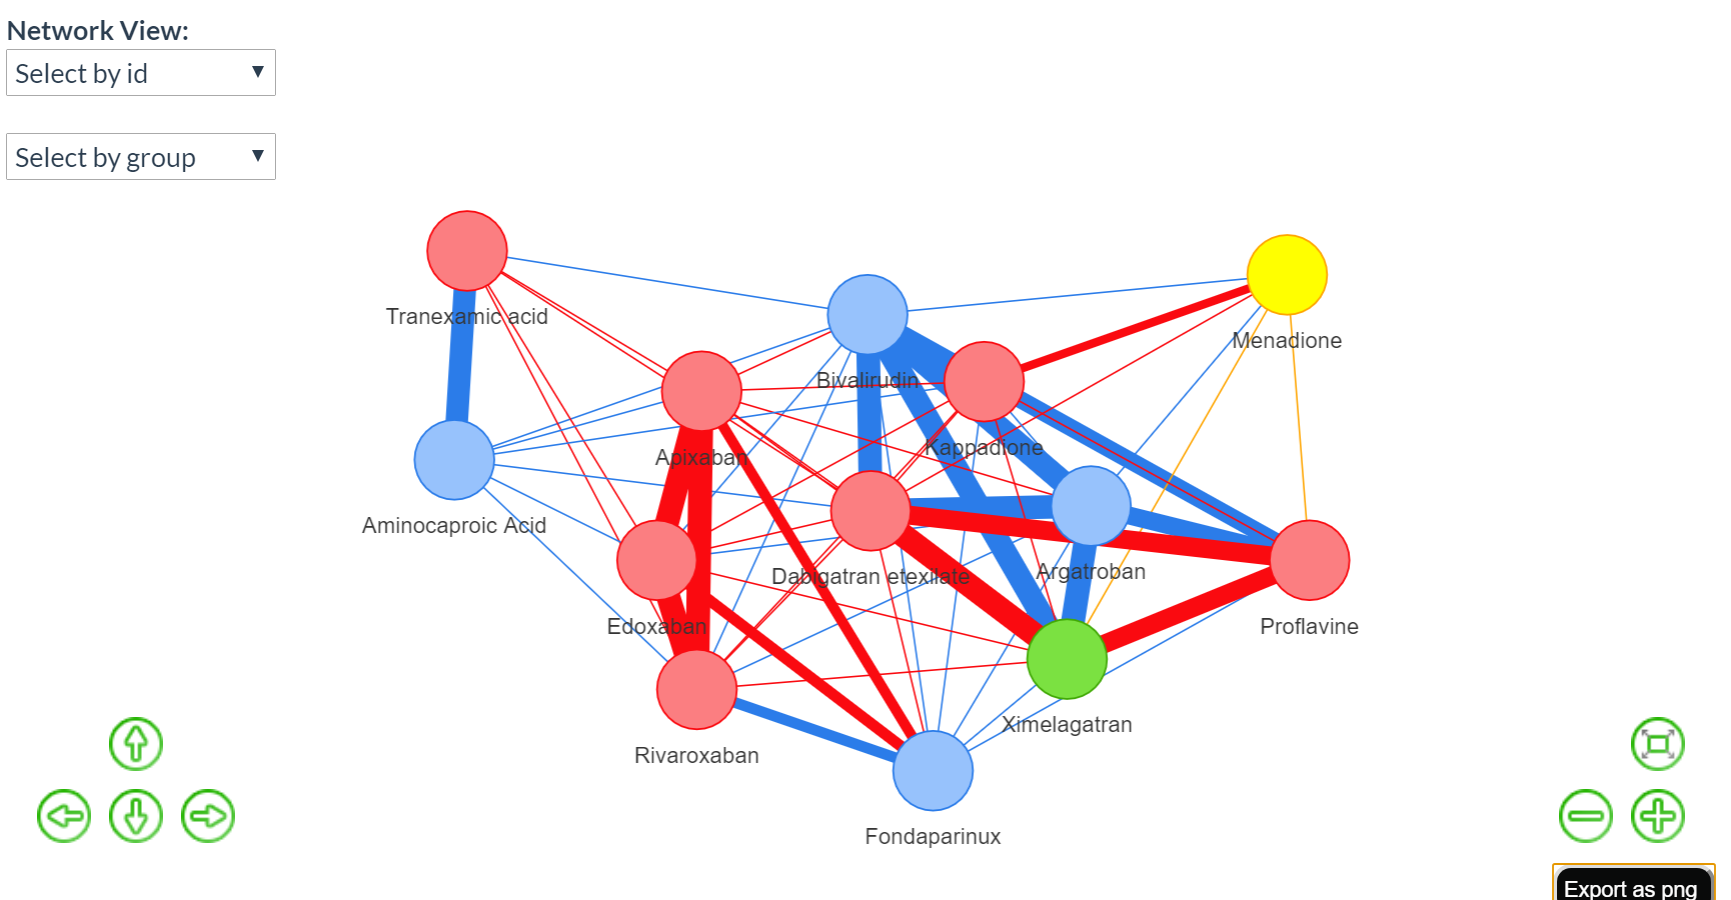 Network View:
Select by id
Select by group
Tranexamic acid
Menadione
Bivalirudin
Kappadione
Apixaban
Aminocaproic Acid
Dabigatran etexilate
Argatroban
Edoxaban
Proflavine
Ximelagatran
Rivaroxaban
Fondaparinux
Export as png